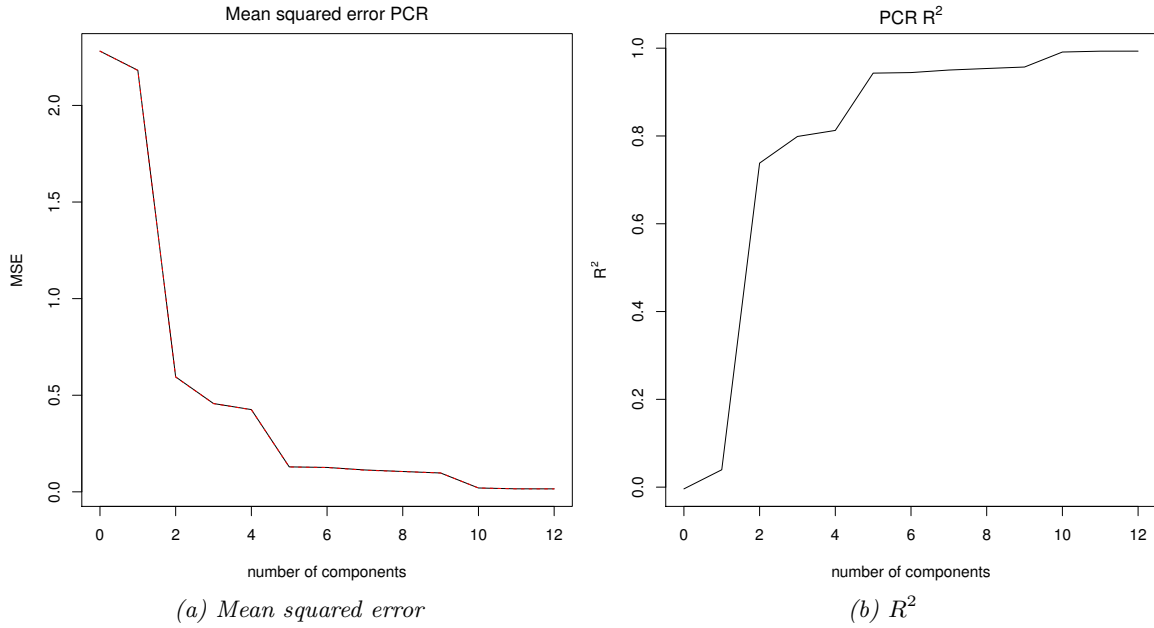 Mean squared error PCR
MSE
2.0
1.5
1.0
0.5
0.0
0 2 4 6 8 10 12
number of components
(a) Mean squared error
PCR R²
R²
1.0
0.8
0.6
0.4
0.2
0.0
0 2 4 6 8 10 12
number of components
(b) R²